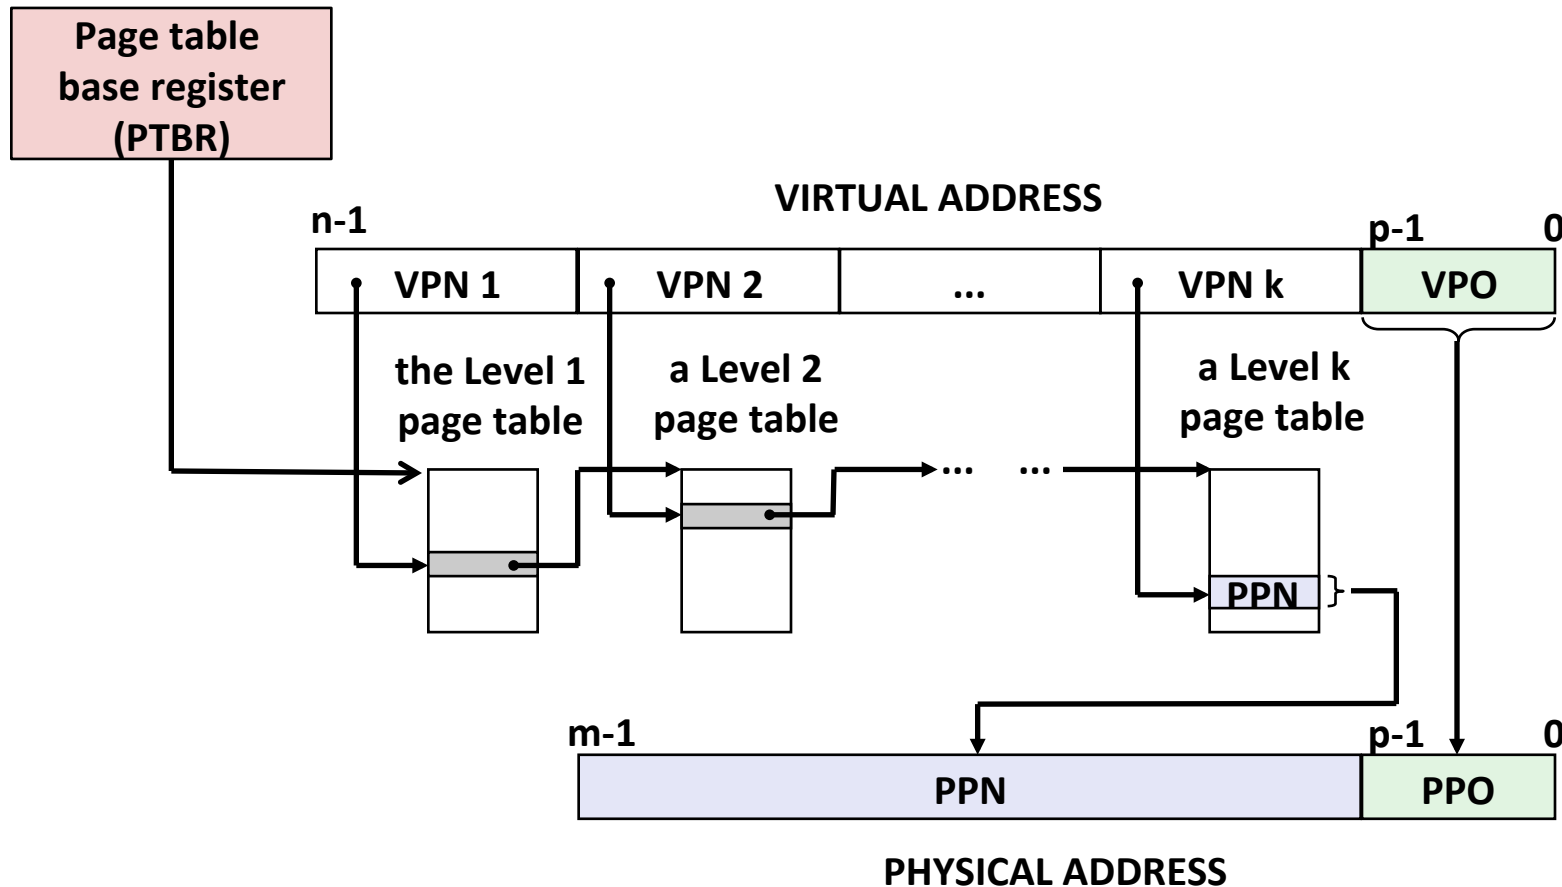 Page table
base register
(PTBR)
VIRTUAL ADDRESS
n-1
p-1
0
VPN 1
VPN 2
...
VPN k
VPO
the Level 1
page table
a Level 2
page table
a Level k
page table
...
...
PPN
m-1
p-1
0
PPN
PPO
PHYSICAL ADDRESS